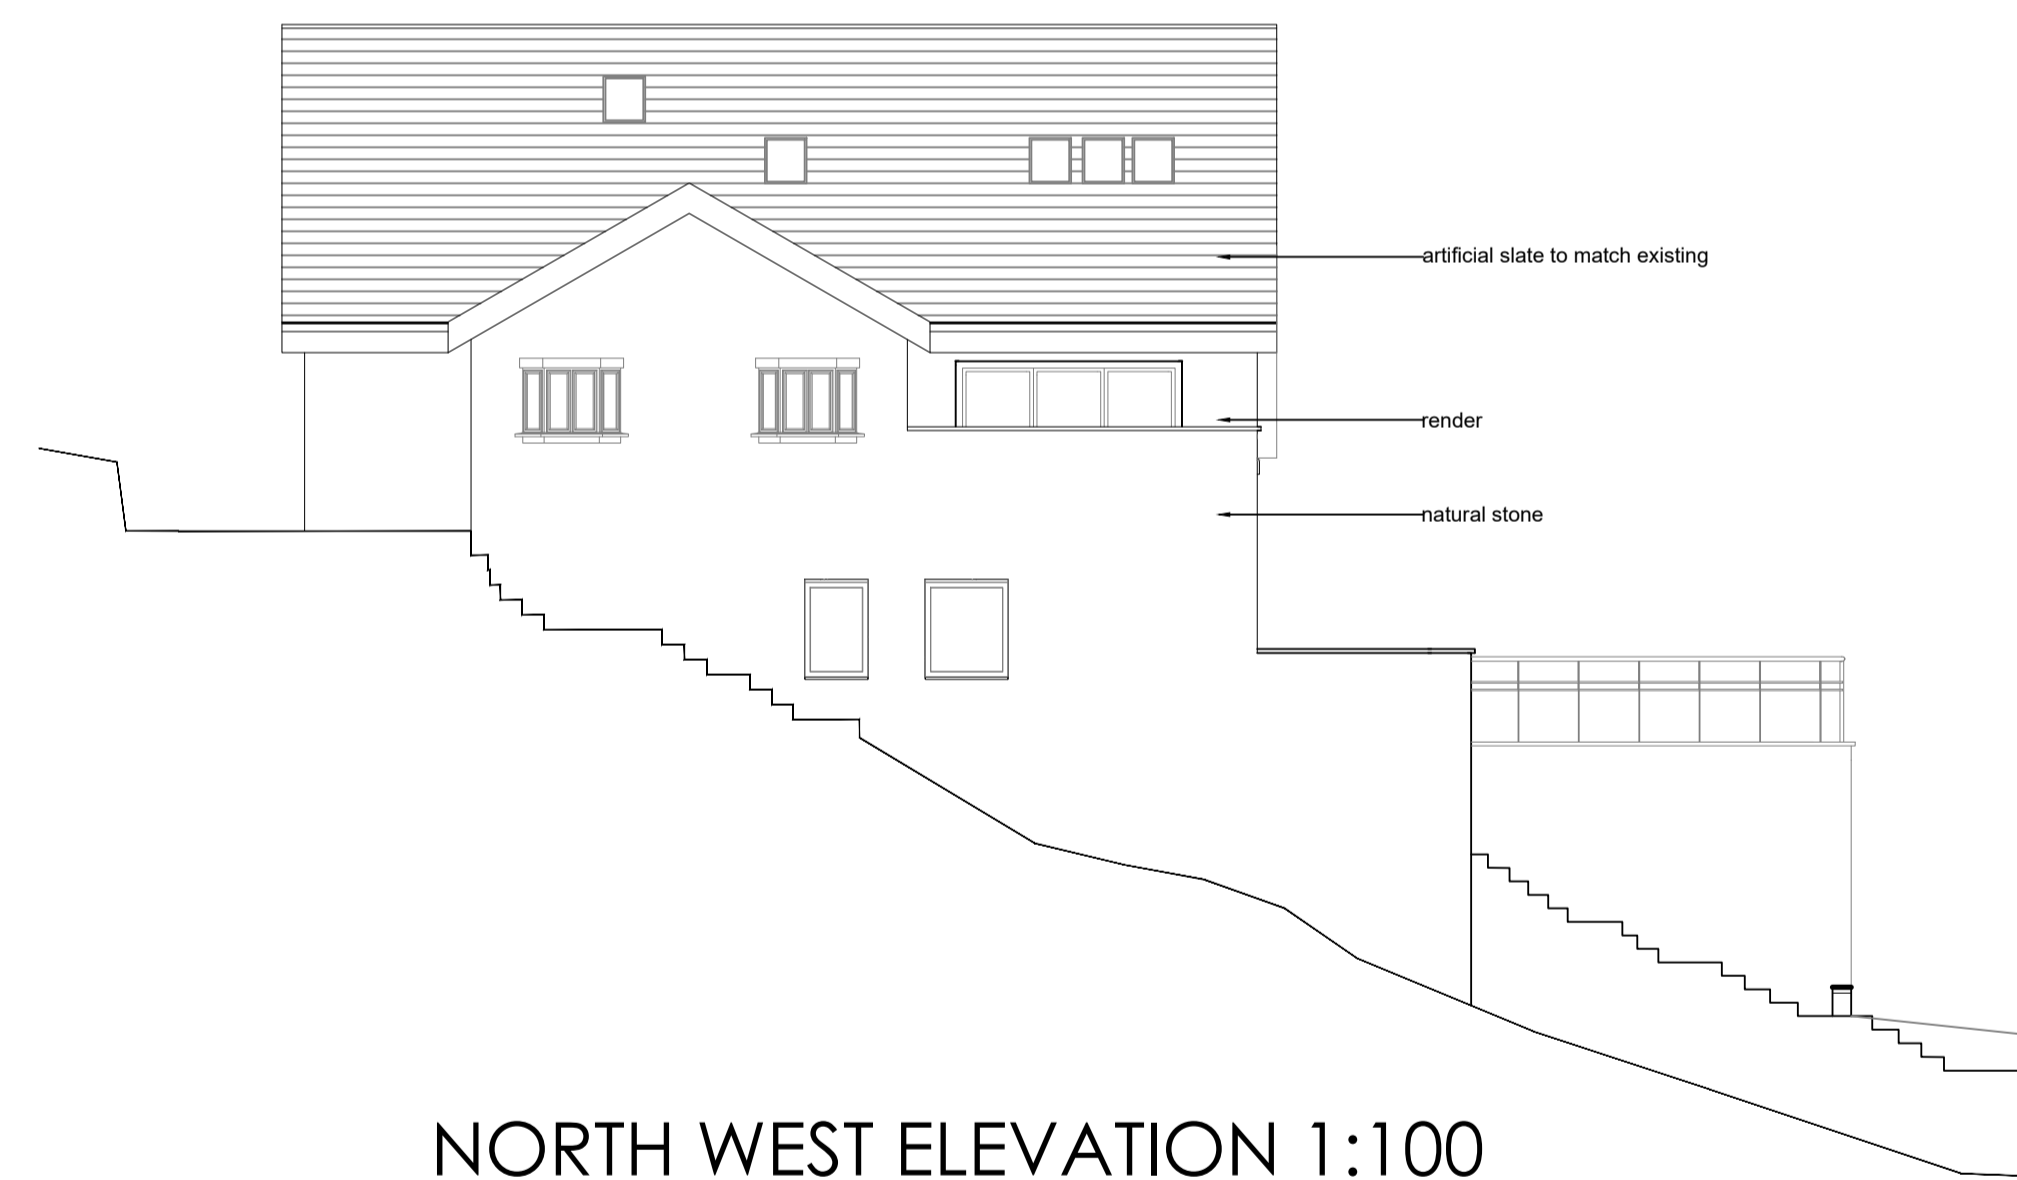 artificial slate to match existing
render
natural stone
NORTH WEST ELEVATION 1:100